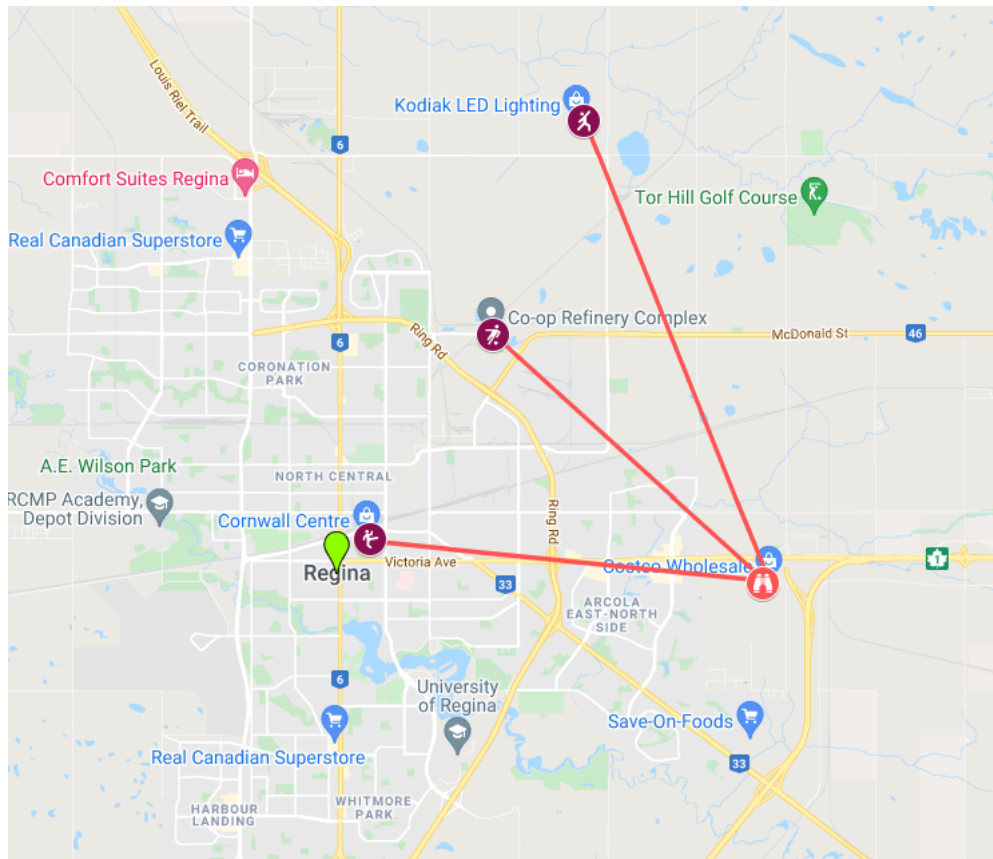 Louis Riel Trail
Kodiak LED Lighting
6
Comfort Suites Regina
Tor Hill Golf Course
Real Canadian Superstore
Co-op Refinery Complex
Ring Rd
McDonald St
46
6
CORONATION
PARK
A.E. Wilson Park
NORTH CENTRAL
RCMP Academy,
Depot Division
Cornwall Centre
Ring Rd
Victoria Ave
Regina
Costco Wholesale
1
33
ARCOLA
EAST-NORTH
SIDE
6
University
of Regina
Save-On-Foods
Real Canadian Superstore
33
HARBOUR
LANDING
WHITMORE
PARK